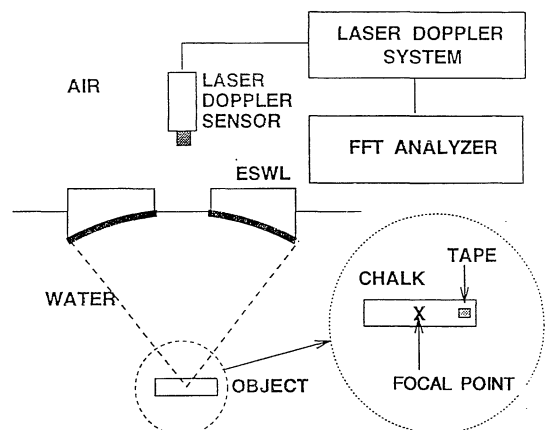 LASER DOPPLER
SYSTEM
AIR
LASER
DOPPLER
SENSOR
FFT ANALYZER
ESWL
TAPE
CHALK
WATER
X
FOCAL POINT
OBJECT